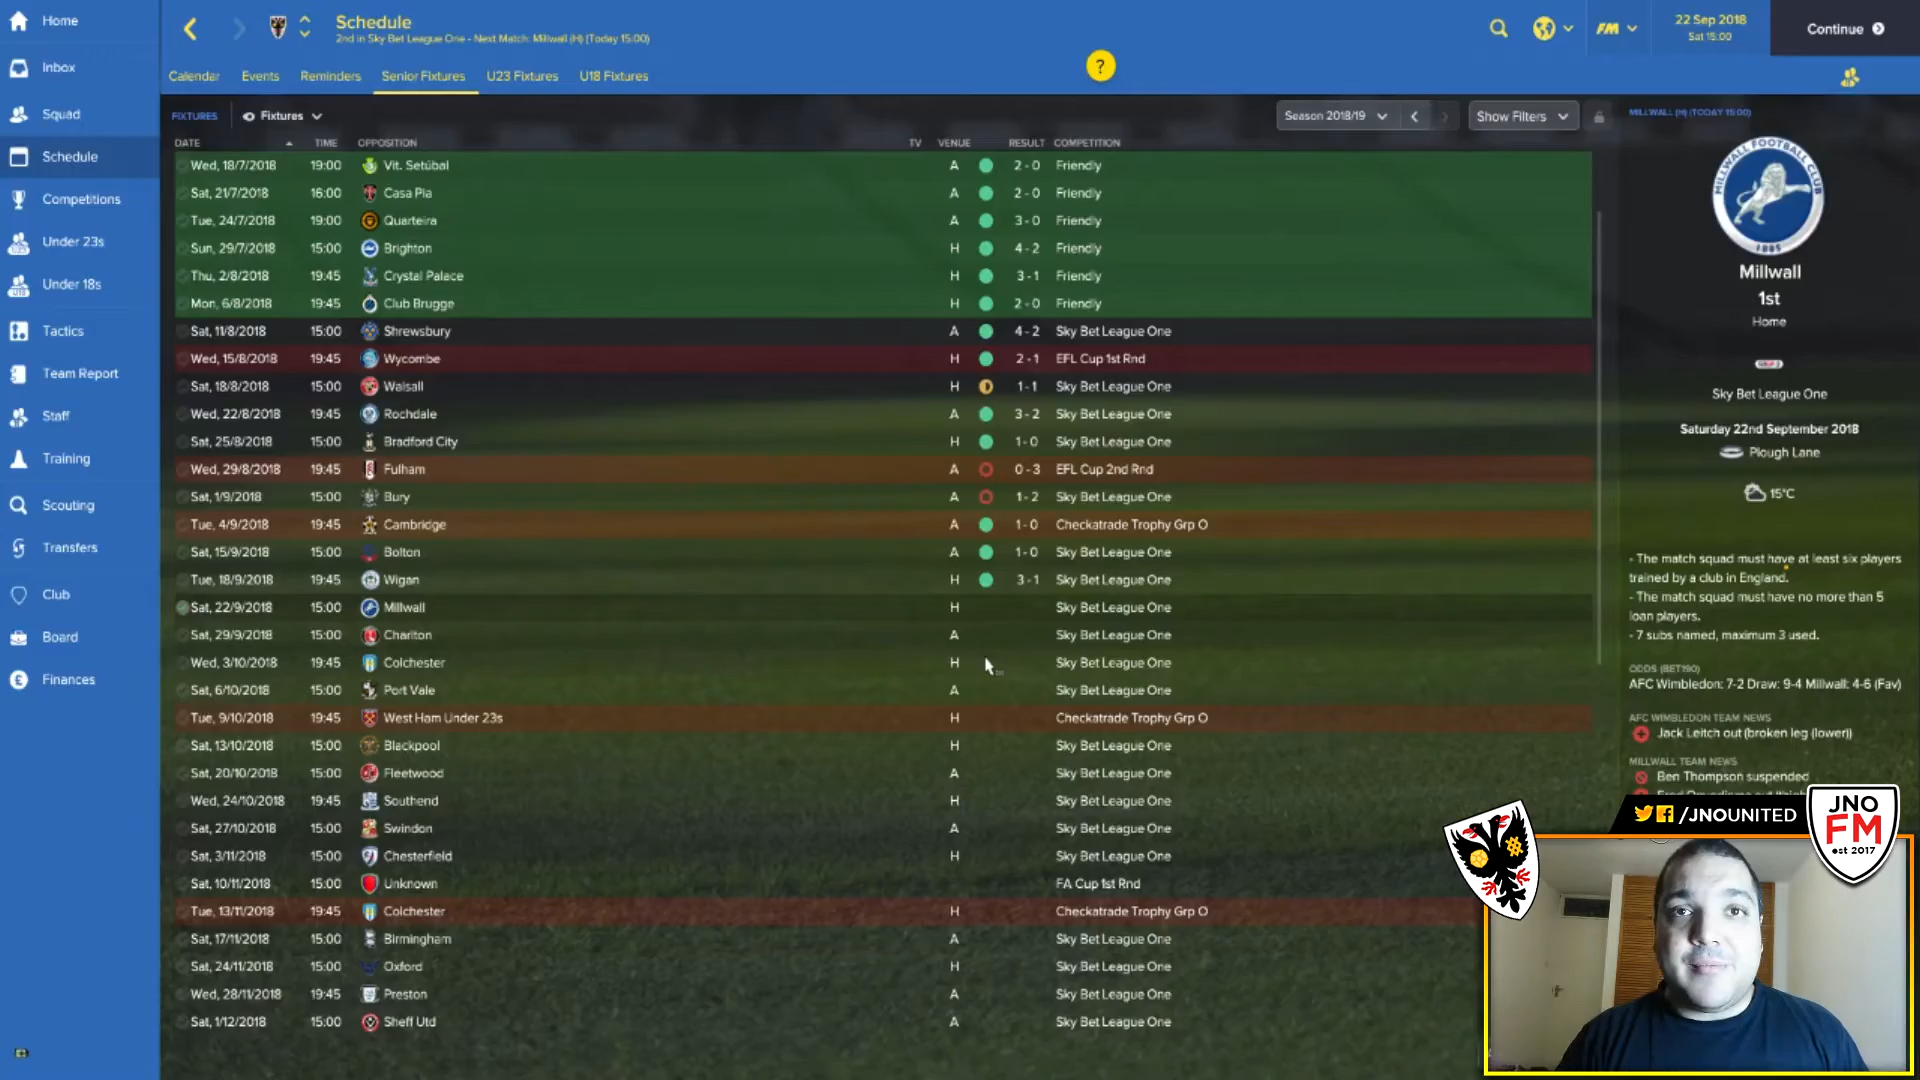 Home
Inbox
Squad
Schedule
Competitions
Under 23s
Under 18s
Tactics
Team Report
Staff
Training
Scouting
Transfers
Club
Board
Finances
Schedule
2nd in Sky Bet League One - Next Match: Millwall (H) (Today 15:00)
22 Sep 2018
Sat 15:00
FM
Continue
?
Calendar Events Reminders Senior Fixtures U23 Fixtures U18 Fixtures
FIXTURES Fixtures Season 2018/19 Show Filters
DATE TIME OPPOSITION TV VENUE RESULT COMPETITION
Wed, 18/7/2018 19:00 Vit. Setúbal A 2 - 0 Friendly
Sat, 21/7/2018 16:00 Casa Pia A 2 - 0 Friendly
Tue, 24/7/2018 19:00 Quarteira A 3 - 0 Friendly
Sun, 29/7/2018 15:00 Brighton H 4 - 2 Friendly
Thu, 2/8/2018 19:45 Crystal Palace H 3 - 1 Friendly
Mon, 6/8/2018 19:45 Club Brugge H 2 - 0 Friendly
Sat, 11/8/2018 15:00 Shrewsbury A 4 - 2 Sky Bet League One
Wed, 15/8/2018 19:45 Wycombe H 2 - 1 EFL Cup 1st Rnd
Sat, 18/8/2018 15:00 Walsall H 1 - 1 Sky Bet League One
Wed, 22/8/2018 19:45 Rochdale A 3 - 2 Sky Bet League One
Sat, 25/8/2018 15:00 Bradford City H 1 - 0 Sky Bet League One
Wed, 29/8/2018 19:45 Fulham A 0 - 3 EFL Cup 2nd Rnd
Sat, 1/9/2018 15:00 Bury A 1 - 2 Sky Bet League One
Tue, 4/9/2018 19:45 Cambridge A 1 - 0 Checkatrade Trophy Grp O
Sat, 15/9/2018 15:00 Bolton A 1 - 0 Sky Bet League One
Tue, 18/9/2018 19:45 Wigan H 3 - 1 Sky Bet League One
Sat, 22/9/2018 15:00 Millwall H Sky Bet League One
Sat, 29/9/2018 15:00 Charlton A Sky Bet League One
Wed, 3/10/2018 19:45 Colchester H Sky Bet League One
Sat, 6/10/2018 15:00 Port Vale A Sky Bet League One
Tue, 9/10/2018 19:45 West Ham Under 23s H Checkatrade Trophy Grp O
Sat, 13/10/2018 15:00 Blackpool H Sky Bet League One
Sat, 20/10/2018 15:00 Fleetwood A Sky Bet League One
Wed, 24/10/2018 19:45 Southend H Sky Bet League One
Sat, 27/10/2018 15:00 Swindon A Sky Bet League One
Sat, 3/11/2018 15:00 Chesterfield H Sky Bet League One
Sat, 10/11/2018 15:00 Unknown FA Cup 1st Rnd
Tue, 13/11/2018 19:45 Colchester H Checkatrade Trophy Grp O
Sat, 17/11/2018 15:00 Birmingham A Sky Bet League One
Sat, 24/11/2018 15:00 Oxford H Sky Bet League One
Wed, 28/11/2018 19:45 Preston A Sky Bet League One
Sat, 1/12/2018 15:00 Sheff Utd A Sky Bet League One
MILLWALL (H) (TODAY 15:00)
MILLWALL FOOTBALL CLUB
1885
Millwall
1st
Home
Sky Bet League One
Saturday 22nd September 2018
Plough Lane
15°C
- The match squad must have at least six players
trained by a club in England.
- The match squad must have no more than 5
loan players.
- 7 subs named, maximum 3 used.
ODDS (BET190)
AFC Wimbledon: 7-2 Draw: 9-4 Millwall: 4-6 (Fav)
AFC WIMBLEDON TEAM NEWS
Jack Leitch out (broken leg (lower))
MILLWALL TEAM NEWS
Ben Thompson suspended
/JNOUNITED
JNO
FM
est 2017